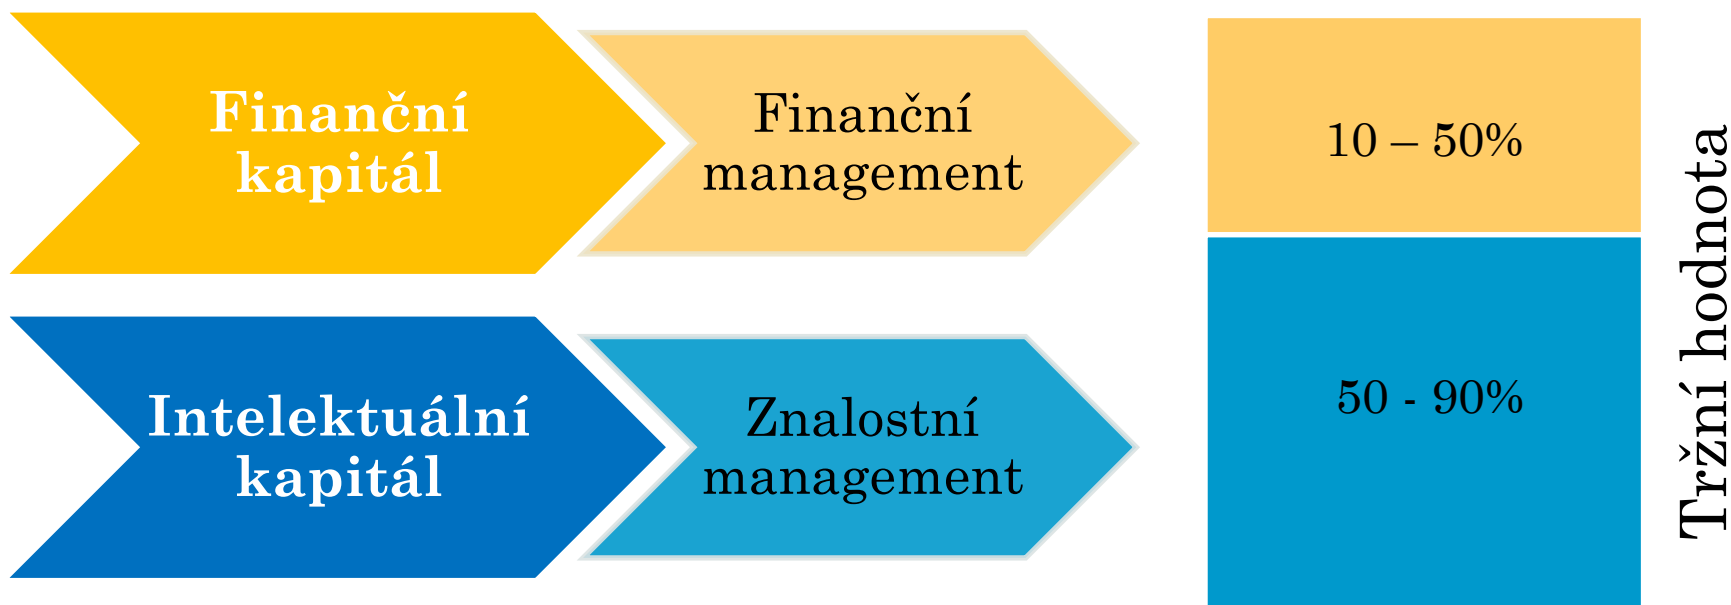 Finanční
kapitál
Finanční
management
10 – 50%
Intelektuální
kapitál
Znalostní
management
50 - 90%
Tržní hodnota